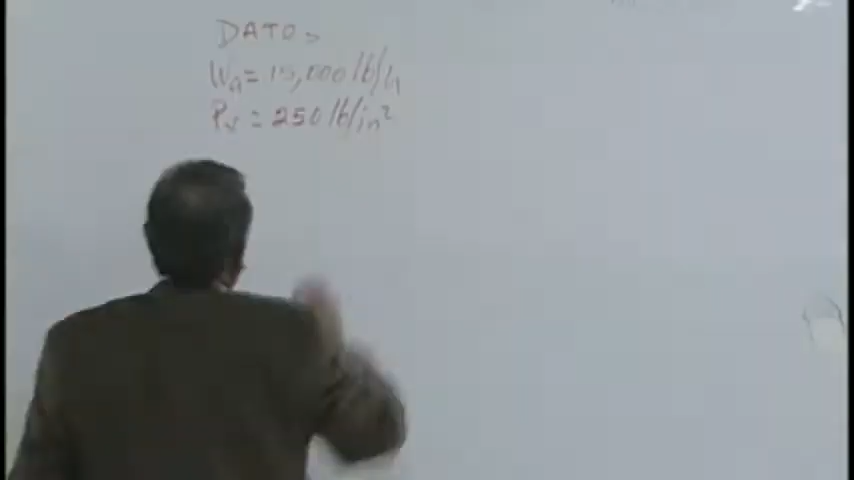 DATOS
Wa = 15,000 lb/h
Pv = 250 lb/in²